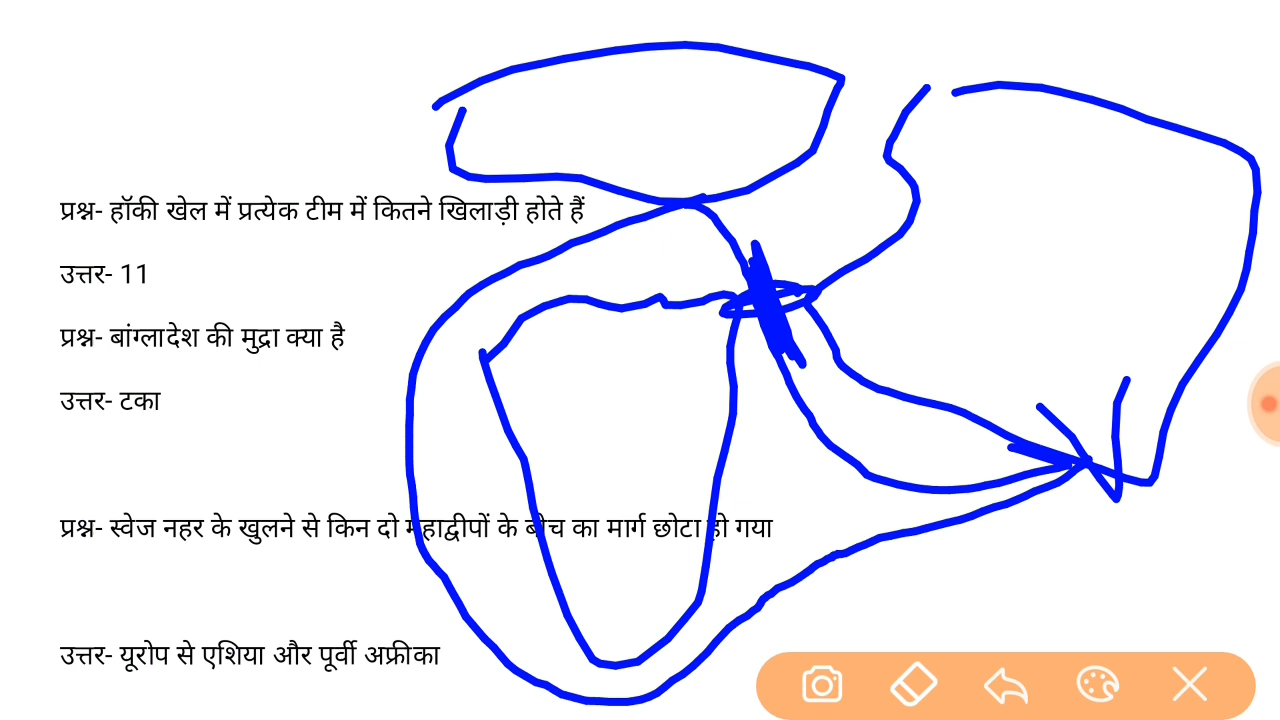 प्रश्न- हॉकी खेल में प्रत्येक टीम में कितने खिलाड़ी होते हैं
उत्तर- 11
प्रश्न- बांग्लादेश की मुद्रा क्या है
उत्तर- टका
प्रश्न- स्वेज नहर के खुलने से किन दो महाद्वीपों के बीच का मार्ग छोटा हो गया
उत्तर- यूरोप से एशिया और पूर्वी अफ्रीका